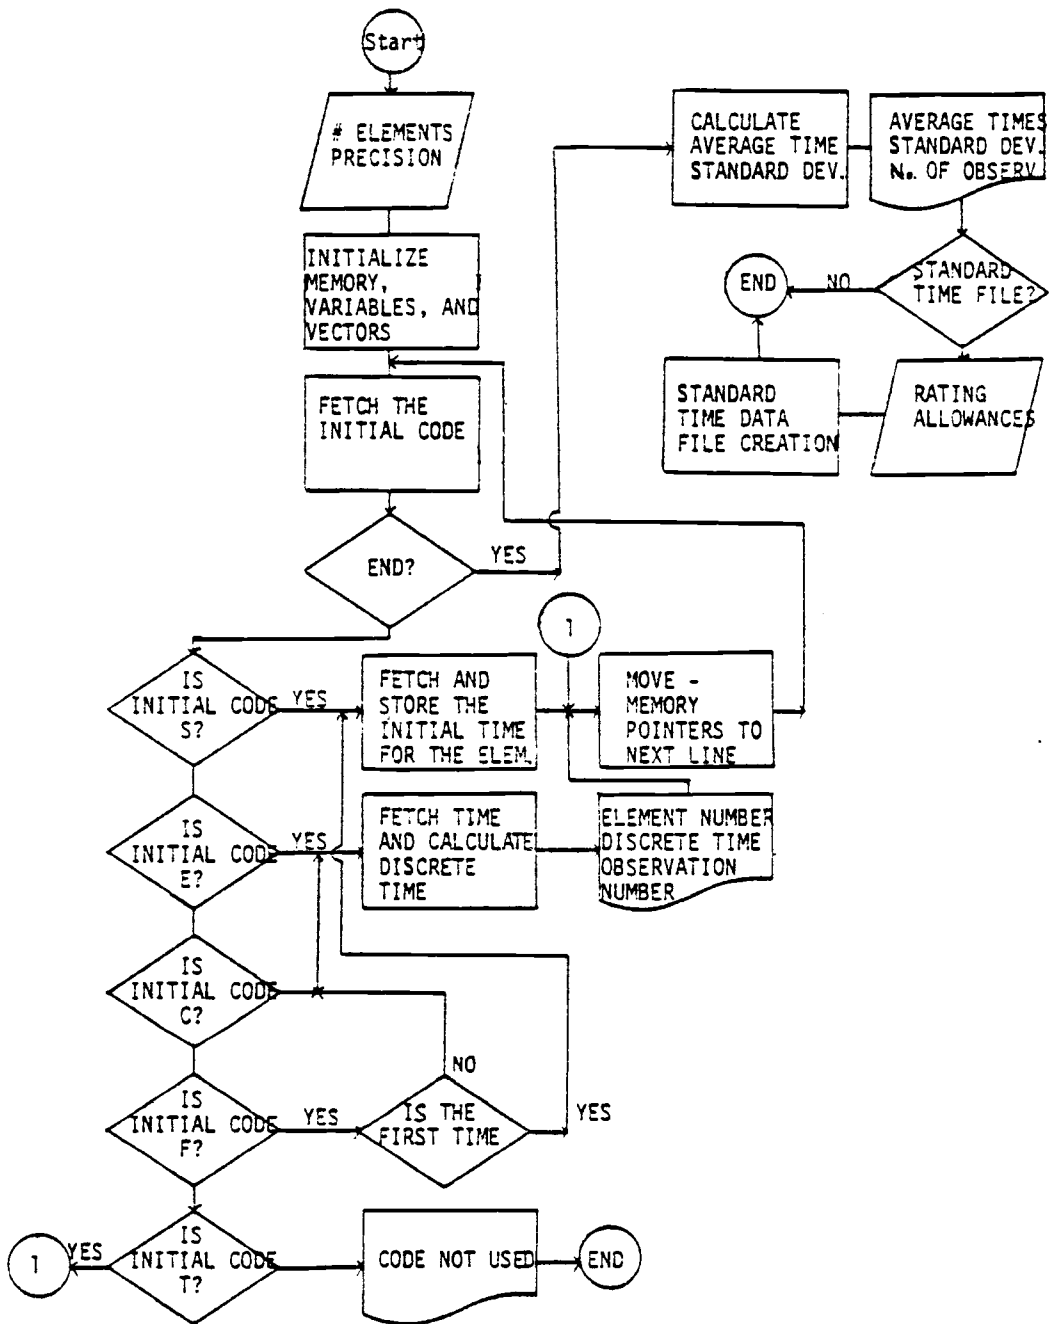 Start
# ELEMENTS
PRECISION
INITIALIZE
MEMORY,
VARIABLES, AND
VECTORS
FETCH THE
INITIAL CODE
END?
YES
CALCULATE
AVERAGE TIME
STANDARD DEV.
AVERAGE TIMES
STANDARD DEV.
No. OF OBSERV.
STANDARD
TIME FILE?
NO
END
RATING
ALLOWANCES
STANDARD
TIME DATA
FILE CREATION
1
IS
INITIAL CODE
S?
YES
FETCH AND
STORE THE
INITIAL TIME
FOR THE ELEM.
MOVE -
MEMORY
POINTERS TO
NEXT LINE
IS
INITIAL CODE
E?
YES
FETCH TIME
AND CALCULATE
DISCRETE
TIME
ELEMENT NUMBER
DISCRETE TIME
OBSERVATION
NUMBER
IS
INITIAL CODE
C?
NO
IS
INITIAL CODE
F?
YES
IS THE
FIRST TIME
YES
1
YES
IS
INITIAL CODE
T?
CODE NOT USED
END